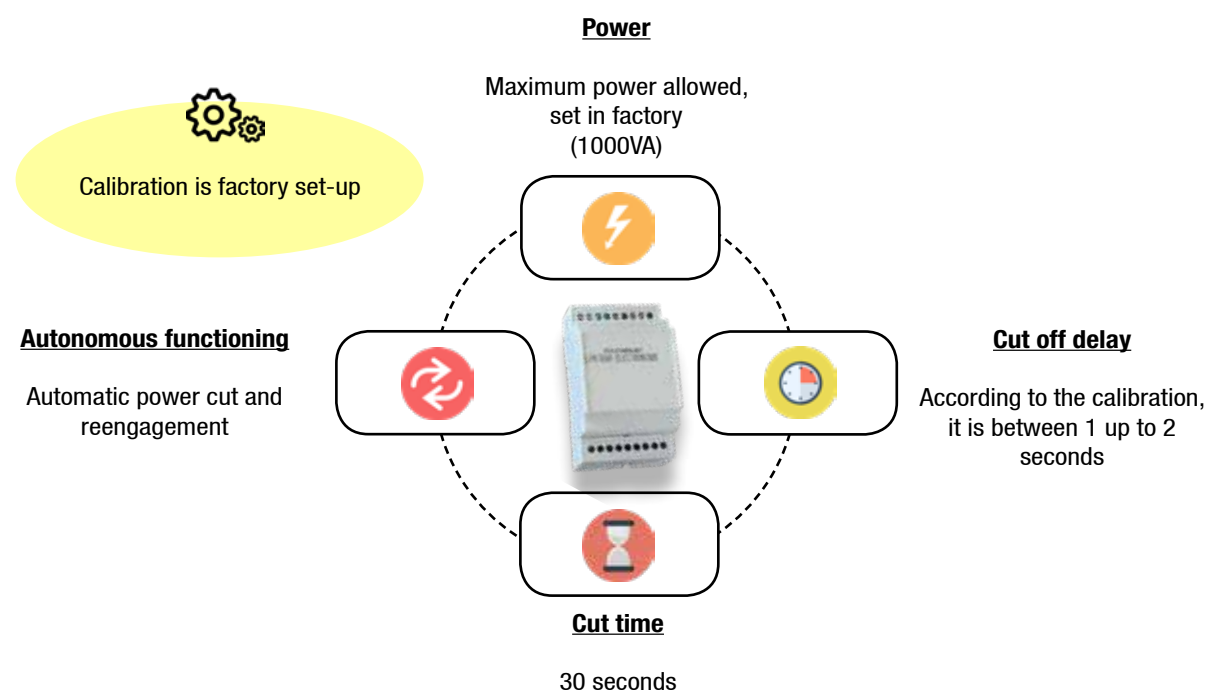 Power
Maximum power allowed,
set in factory
(1000VA)
Calibration is factory set-up
Autonomous functioning
Automatic power cut and
reengagement
Cut off delay
According to the calibration,
it is between 1 up to 2
seconds
Cut time
30 seconds